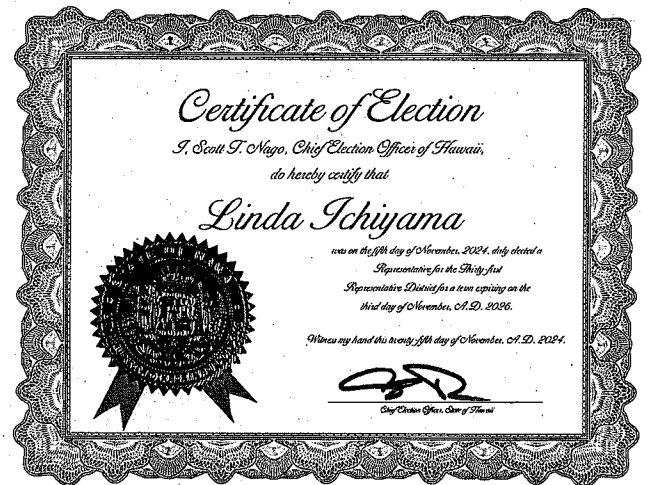 Certificate of Election
I, Scott T. Nago, Chief Election Officer of Hawaii,
do hereby certify that
Linda Ichiyama
was on the fifth day of November, 2024, duly elected a
Representative for the Thirty-first
Representative District for a term expiring on the
third day of November, A.D. 2026.
Witness my hand this twenty-fifth day of November, A.D. 2024.
Chief Election Officer, State of Hawaii